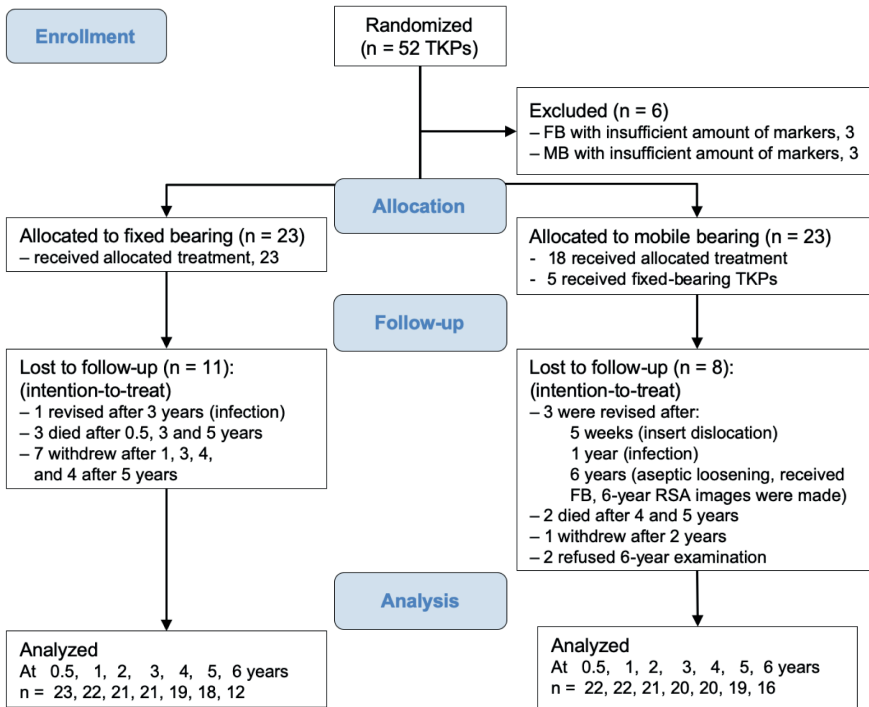 Enrollment
Randomized
(n = 52 TKPs)
Excluded (n = 6)
– FB with insufficient amount of markers, 3
– MB with insufficient amount of markers, 3
Allocation
Allocated to fixed bearing (n = 23)
– received allocated treatment, 23
Allocated to mobile bearing (n = 23)
- 18 received allocated treatment
- 5 received fixed-bearing TKPs
Follow-up
Lost to follow-up (n = 11):
(intention-to-treat)
– 1 revised after 3 years (infection)
– 3 died after 0.5, 3 and 5 years
– 7 withdrew after 1, 3, 4,
and 4 after 5 years
Lost to follow-up (n = 8):
(intention-to-treat)
– 3 were revised after:
5 weeks (insert dislocation)
1 year (infection)
6 years (aseptic loosening, received
FB, 6-year RSA images were made)
– 2 died after 4 and 5 years
– 1 withdrew after 2 years
– 2 refused 6-year examination
Analysis
Analyzed
At 0.5, 1, 2, 3, 4, 5, 6 years
n = 23, 22, 21, 21, 19, 18, 12
Analyzed
At 0.5, 1, 2, 3, 4, 5, 6 years
n = 22, 22, 21, 20, 20, 19, 16